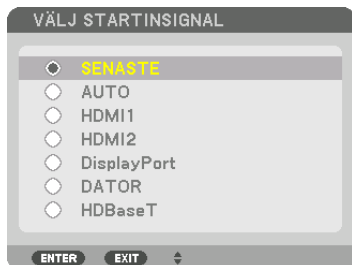 VÄLJ STARTINSIGNAL
SENASTE
AUTO
HDMI1
HDMI2
DisplayPort
DATOR
HDBaseT
ENTER EXIT